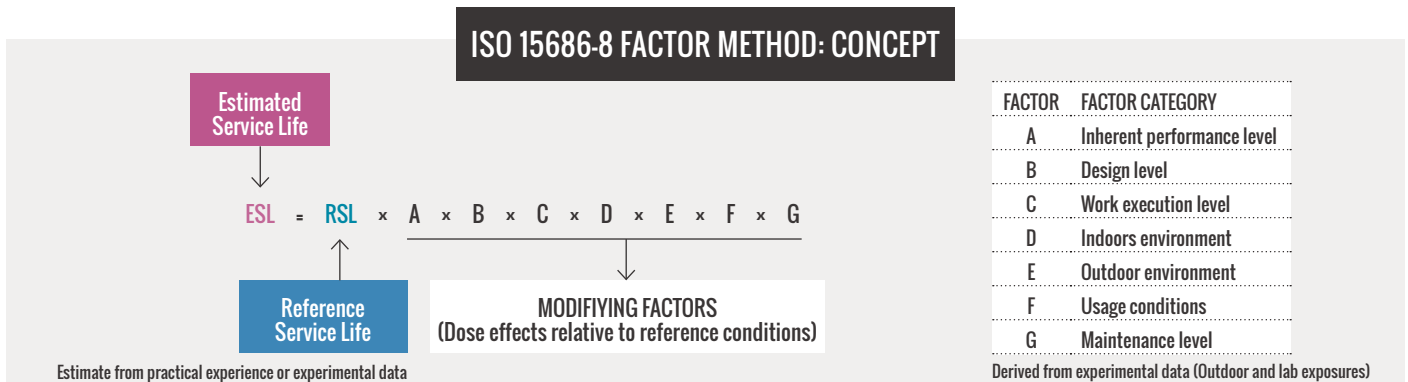 ISO 15686-8 FACTOR METHOD: CONCEPT
Estimated
Service Life
ESL = RSL x A x B x C x D x E x F x G
Reference
Service Life
MODIFIYING FACTORS
(Dose effects relative to reference conditions)
Estimate from practical experience or experimental data
FACTOR FACTOR CATEGORY
A Inherent performance level
B Design level
C Work execution level
D Indoors environment
E Outdoor environment
F Usage conditions
G Maintenance level
Derived from experimental data (Outdoor and lab exposures)